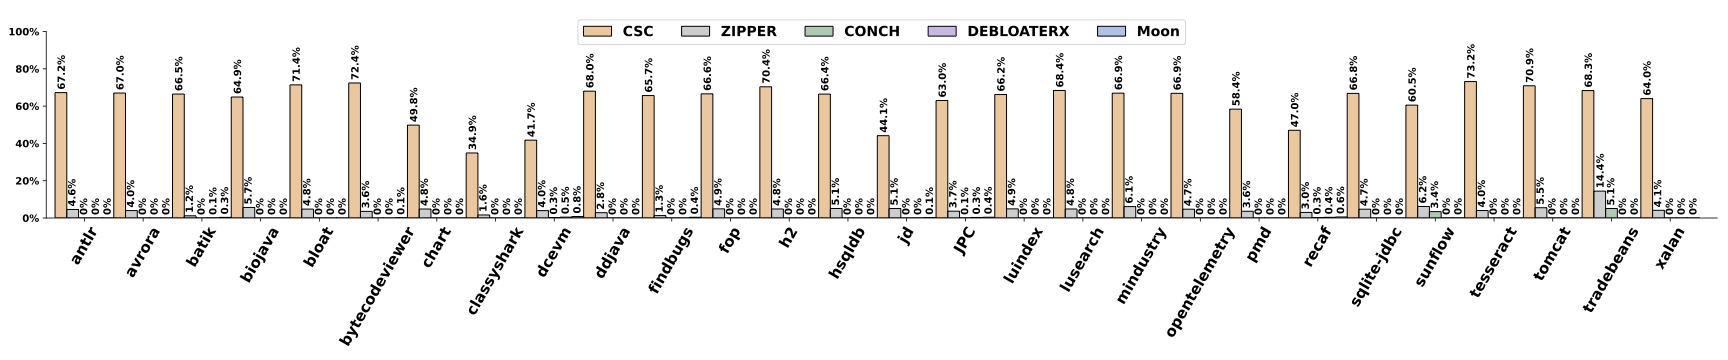 CSC ZIPPER CONCH DEBLOATERX Moon
100%
80%
60%
40%
20%
0%
67.2% 4.6% 0% 0% 0%
67.0% 4.0% 0% 0% 0%
66.5% 1.2% 0% 0.1% 0.3%
64.9% 5.7% 0% 0% 0%
71.4% 4.8% 0% 0% 0%
72.4% 3.6% 0% 0% 0.1%
49.8% 4.8% 0% 0% 0%
34.9% 1.6% 0% 0% 0%
41.7% 4.0% 0.3% 0.5% 0.8%
68.0% 2.8% 0% 0% 0%
65.7% 1.3% 0% 0% 0.4%
66.6% 4.9% 0% 0% 0%
70.4% 4.8% 0% 0% 0%
66.4% 5.1% 0% 0% 0%
44.1% 5.1% 0% 0% 0.1%
63.0% 3.7% 0.1% 0.3% 0.4%
66.2% 4.9% 0% 0% 0%
68.4% 4.8% 0% 0% 0%
66.9% 6.1% 0% 0% 0%
66.9% 4.7% 0% 0% 0%
58.4% 3.6% 0% 0% 0%
47.0% 3.0% 0.3% 0.4% 0.6%
66.8% 4.7% 0% 0% 0%
60.5% 6.2% 3.4% 0% 0%
73.2% 4.0% 0% 0% 0%
70.9% 5.5% 0% 0% 0%
68.3% 14.4% 5.1% 0% 0%
64.0% 4.1% 0% 0% 0%
antlr
avrora
batik
biojava
bloat
bytecodeviewer
chart
classyshark
dcevm
ddjava
findbugs
fop
h2
hsqldb
jd
JPC
luindex
lusearch
mindustry
opentelemetry
pmd
recaf
sqlite-jdbc
sunflow
tesseract
tomcat
tradebeans
xalan